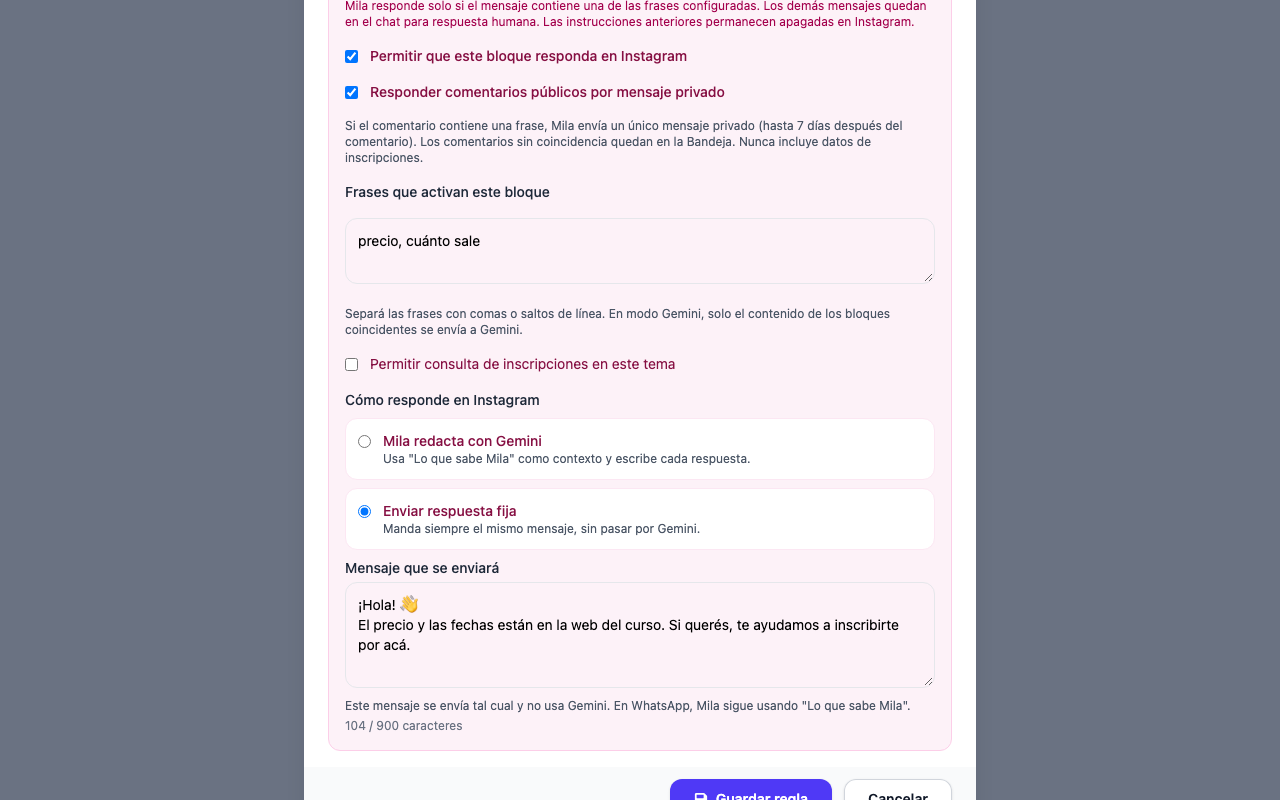 Mila responde solo si el mensaje contiene una de las frases configuradas. Los demás mensajes quedan
en el chat para respuesta humana. Las instrucciones anteriores permanecen apagadas en Instagram.
Permitir que este bloque responda en Instagram
Responder comentarios públicos por mensaje privado
Si el comentario contiene una frase, Mila envía un único mensaje privado (hasta 7 días después del
comentario). Los comentarios sin coincidencia quedan en la Bandeja. Nunca incluye datos de
inscripciones.
Frases que activan este bloque
precio, cuánto sale
Separá las frases con comas o saltos de línea. En modo Gemini, solo el contenido de los bloques
coincidentes se envía a Gemini.
Permitir consulta de inscripciones en este tema
Cómo responde en Instagram
Mila redacta con Gemini
Usa "Lo que sabe Mila" como contexto y escribe cada respuesta.
Enviar respuesta fija
Manda siempre el mismo mensaje, sin pasar por Gemini.
Mensaje que se enviará
¡Hola! 👋
El precio y las fechas están en la web del curso. Si querés, te ayudamos a inscribirte
por acá.
Este mensaje se envía tal cual y no usa Gemini. En WhatsApp, Mila sigue usando "Lo que sabe Mila".
104 / 900 caracteres
Guardar regla
Cancelar